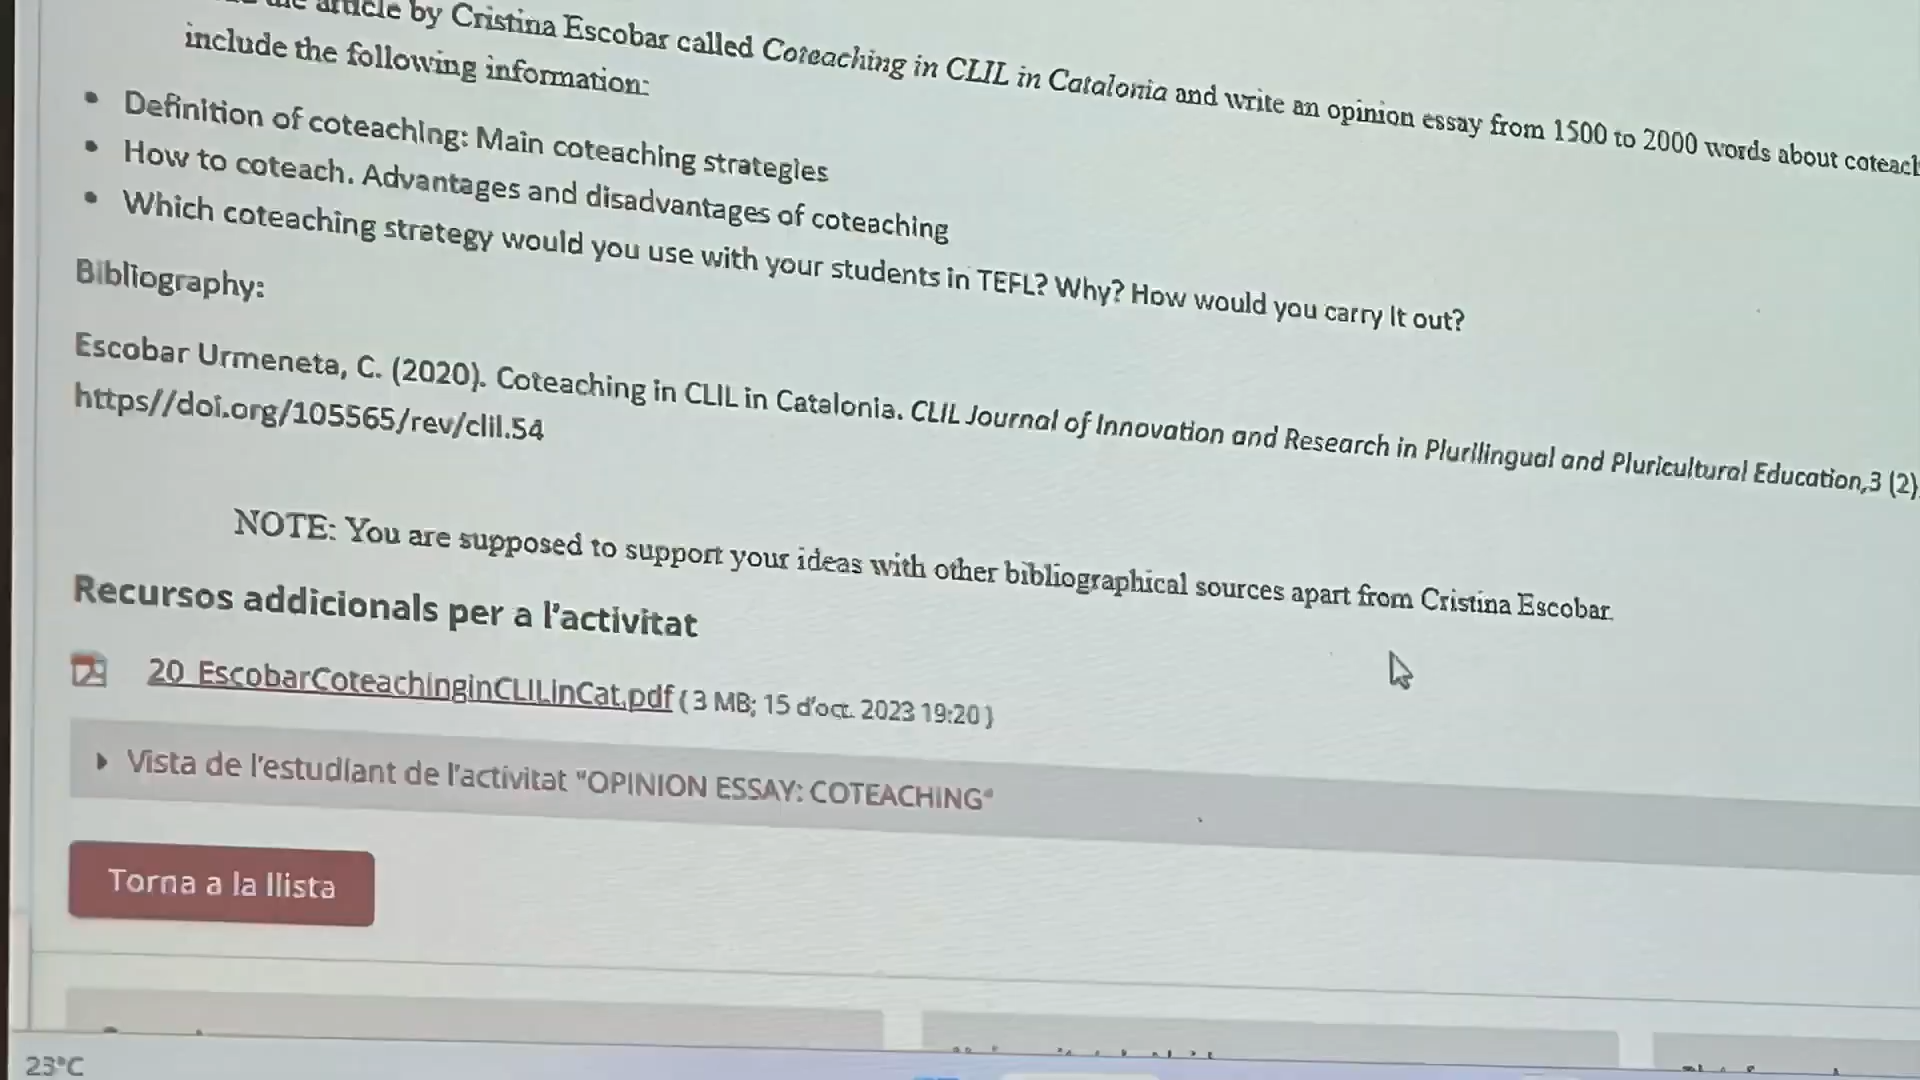 the article by Cristina Escobar called Coteaching in CLIL in Catalonia and write an opinion essay from 1500 to 2000 words about
include the following information:
• Definition of coteaching: Main coteaching strategies
• How to coteach. Advantages and disadvantages of coteaching
• Which coteaching strategy would you use with your students in TEFL? Why? How would you carry it out?
Bibliography:
Escobar Urmeneta, C. (2020). Coteaching in CLIL in Catalonia. CLIL Journal of Innovation and Research in Plurilingual and Pluricultural Education,3 (2)
https//doi.org/105565/rev/clil.54
NOTE: You are supposed to support your ideas with other bibliographical sources apart from Cristina Escobar.
Recursos addicionals per a l'activitat
20_EscobarCoteachinginCLILinCat.pdf ( 3 MB; 15 d'oct. 2023 19:20 )
Vista de l'estudiant de l'activitat "OPINION ESSAY: COTEACHING"
Torna a la llista
23°C